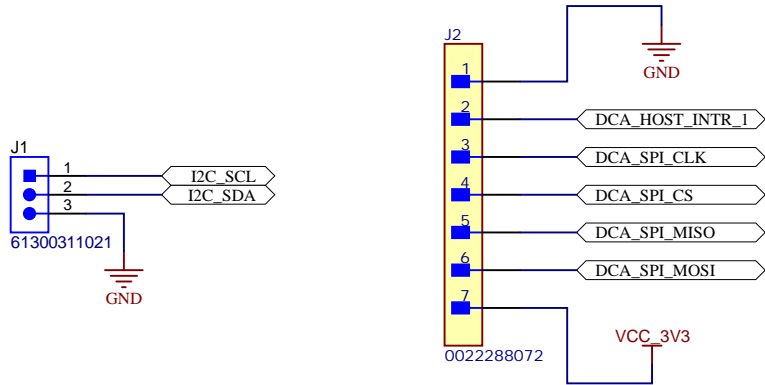 J1
1
I2C_SCL
2
I2C_SDA
3
61300311021
GND
J2
1
GND
2
DCA_HOST_INTR_1
3
DCA_SPI_CLK
4
DCA_SPI_CS
5
DCA_SPI_MISO
6
DCA_SPI_MOSI
7
VCC_3V3
0022288072